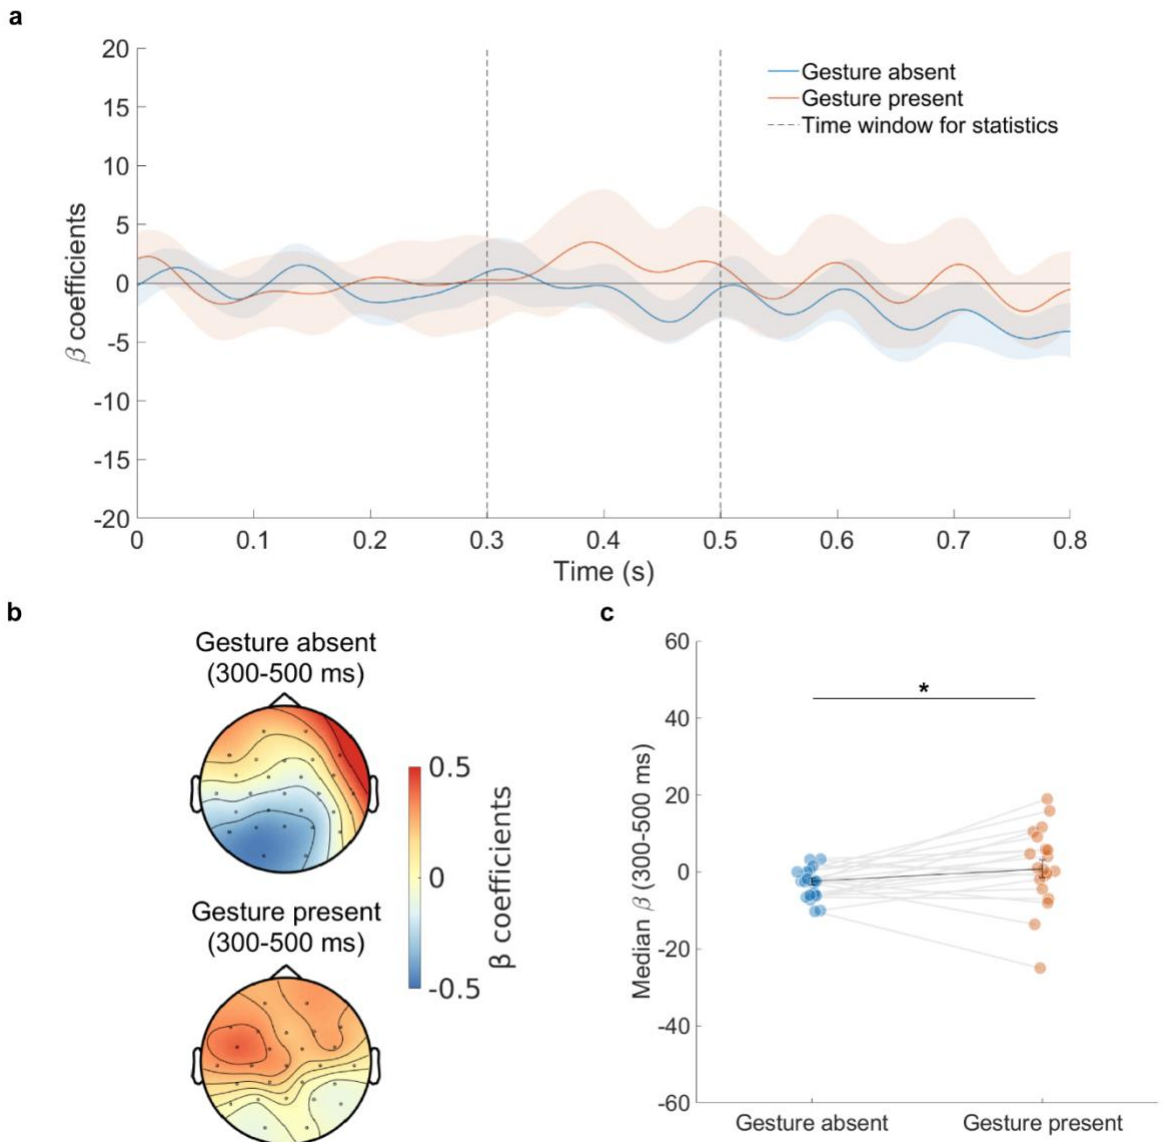 a
20
15
10
5
0
-5
-10
-15
-20
β coefficients
0 0.1 0.2 0.3 0.4 0.5 0.6 0.7 0.8
Time (s)
Gesture absent
Gesture present
Time window for statistics
b
Gesture absent
(300-500 ms)
Gesture present
(300-500 ms)
0.5
0
-0.5
β coefficients
c
60
40
20
0
-20
-40
-60
Median β (300-500 ms)
*
Gesture absent Gesture present